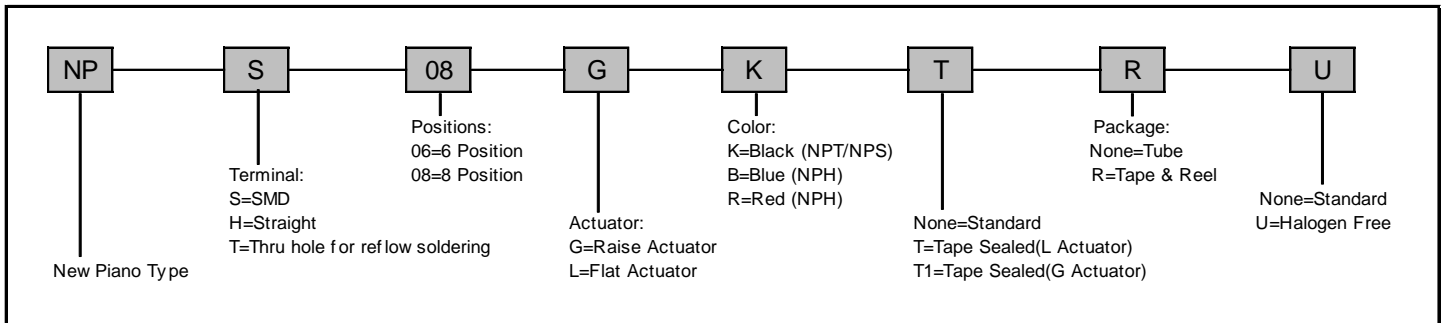 NP S 08 G K T R U
New Piano Type
Terminal:
S=SMD
H=Straight
T=Thru hole for reflow soldering
Positions:
06=6 Position
08=8 Position
Actuator:
G=Raise Actuator
L=Flat Actuator
Color:
K=Black (NPT/NPS)
B=Blue (NPH)
R=Red (NPH)
None=Standard
T=Tape Sealed(L Actuator)
T1=Tape Sealed(G Actuator)
Package:
None=Tube
R=Tape & Reel
None=Standard
U=Halogen Free